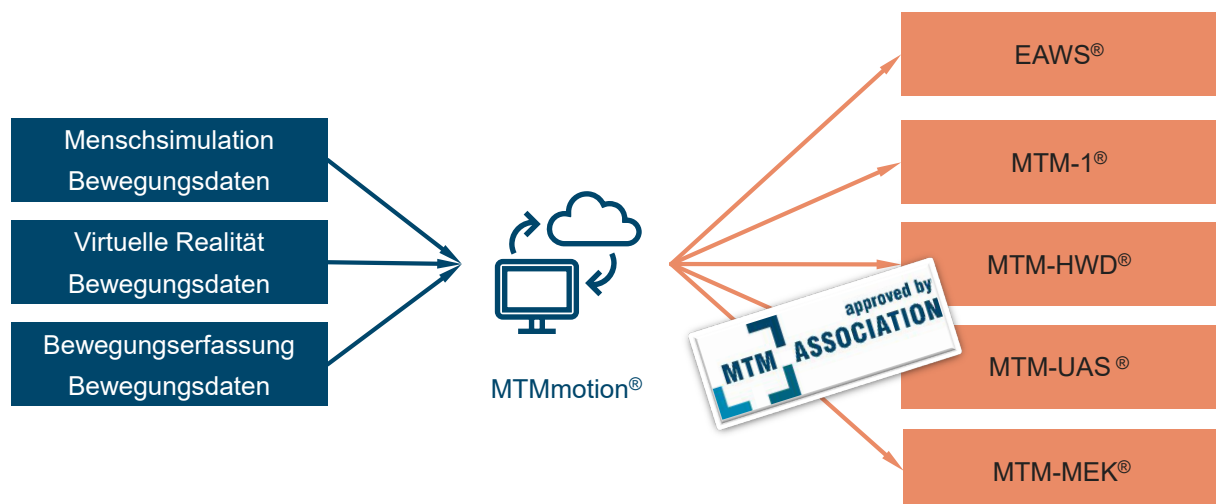 Menschsimulation
Bewegungsdaten
Virtuelle Realität
Bewegungsdaten
Bewegungserfassung
Bewegungsdaten
MTMmotion®
approved by
MTM ASSOCIATION
EAWS®
MTM-1®
MTM-HWD®
MTM-UAS ®
MTM-MEK®